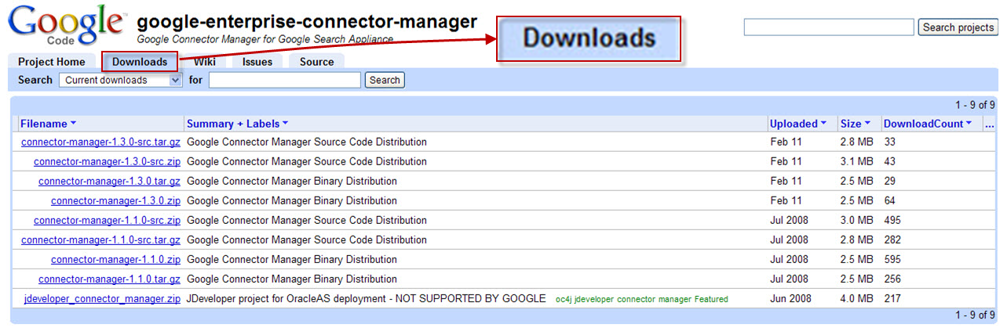 Google™
Code
google-enterprise-connector-manager
Google Connector Manager for Google Search Appliance
Downloads
Search projects
Project Home Downloads Wiki Issues Source
Search Current downloads for Search
1 - 9 of 9
Filename Summary + Labels Uploaded Size DownloadCount ...
connector-manager-1.3.0-src.tar.gz Google Connector Manager Source Code Distribution Feb 11 2.8 MB 33
connector-manager-1.3.0-src.zip Google Connector Manager Source Code Distribution Feb 11 3.1 MB 43
connector-manager-1.3.0.tar.gz Google Connector Manager Binary Distribution Feb 11 2.5 MB 29
connector-manager-1.3.0.zip Google Connector Manager Binary Distribution Feb 11 2.5 MB 64
connector-manager-1.1.0-src.zip Google Connector Manager Source Code Distribution Jul 2008 3.0 MB 495
connector-manager-1.1.0-src.tar.gz Google Connector Manager Source Code Distribution Jul 2008 2.8 MB 282
connector-manager-1.1.0.zip Google Connector Manager Binary Distribution Jul 2008 2.5 MB 595
connector-manager-1.1.0.tar.gz Google Connector Manager Binary Distribution Jul 2008 2.5 MB 256
jdeveloper_connector_manager.zip JDeveloper project for OracleAS deployment - NOT SUPPORTED BY GOOGLE oc4j jdeveloper connector manager Featured Jun 2008 4.0 MB 217
1 - 9 of 9